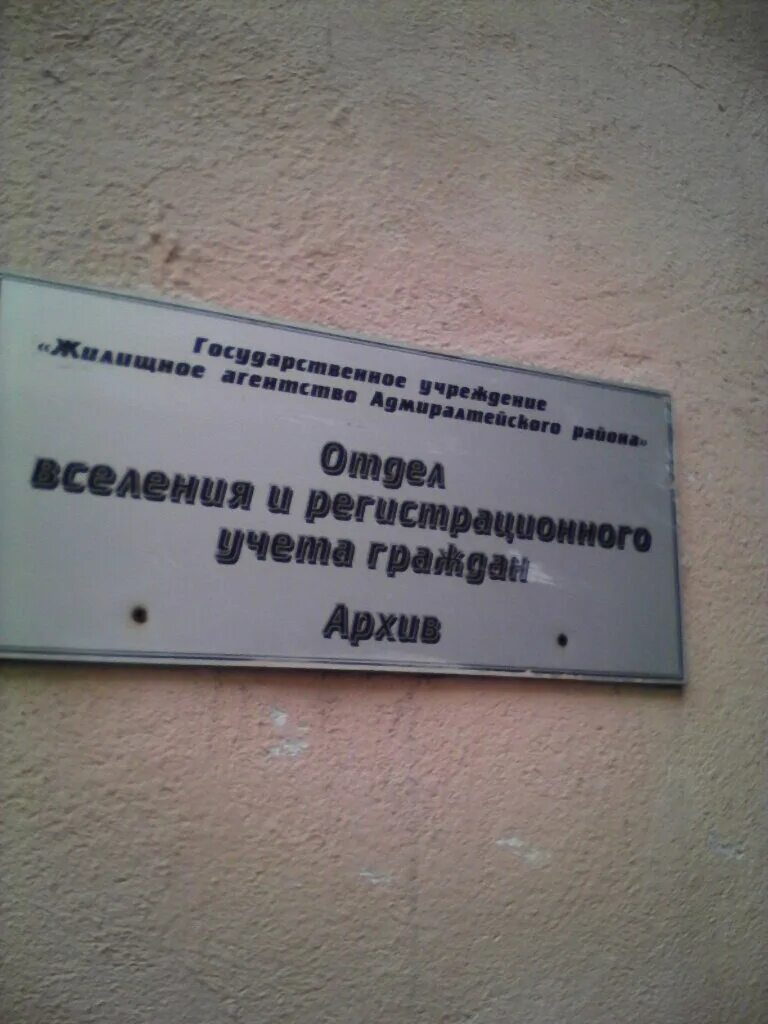 Государственное учреждение
«Жилищное агентство Адмиралтейского района»
Отдел
вселения и регистрационного
учета граждан
Архив